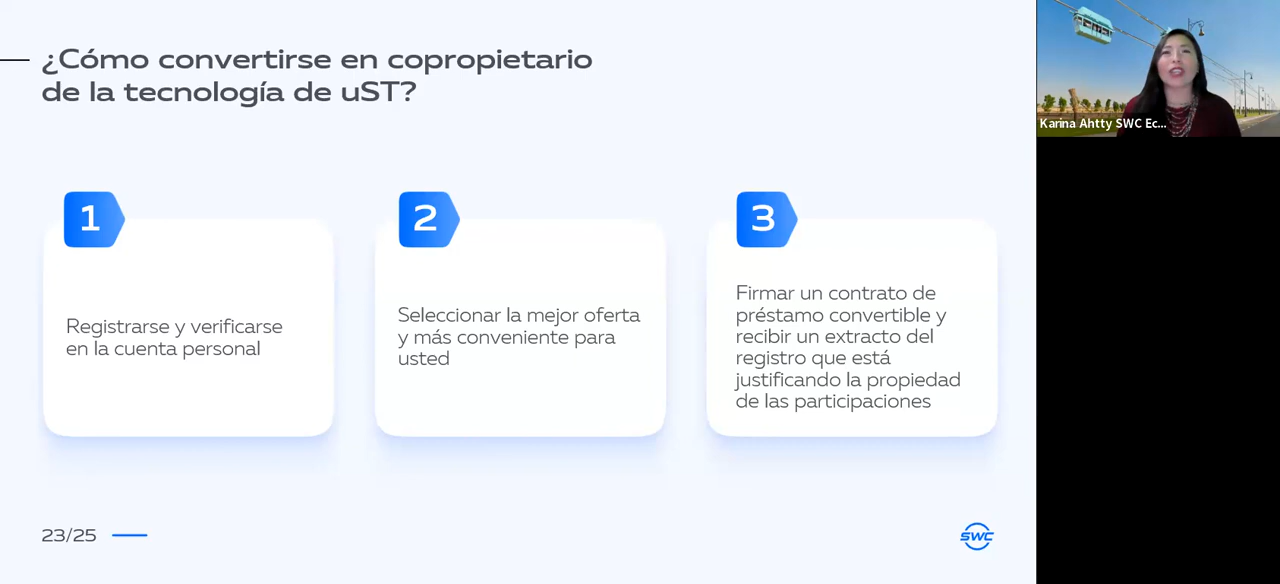 ¿Cómo convertirse en copropietario
de la tecnología de uST?
1
Registrarse y verificarse
en la cuenta personal
2
Seleccionar la mejor oferta
y más conveniente para
usted
3
Firmar un contrato de
préstamo convertible y
recibir un extracto del
registro que está
justificando la propiedad
de las participaciones
23/25
SWC
Karina Ahtty SWC Ec...